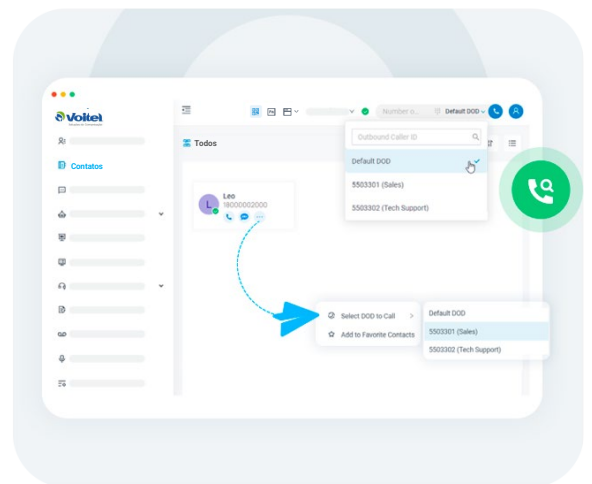 Voltel
Number o...
Default DOD
Contatos
Todos
Outbound Caller ID
Default DOD
5503301 (Sales)
5503302 (Tech Support)
L
Leo
18000002000
Select DOD to Call >
Add to Favorite Contacts
Default DOD
5503301 (Sales)
5503302 (Tech Support)